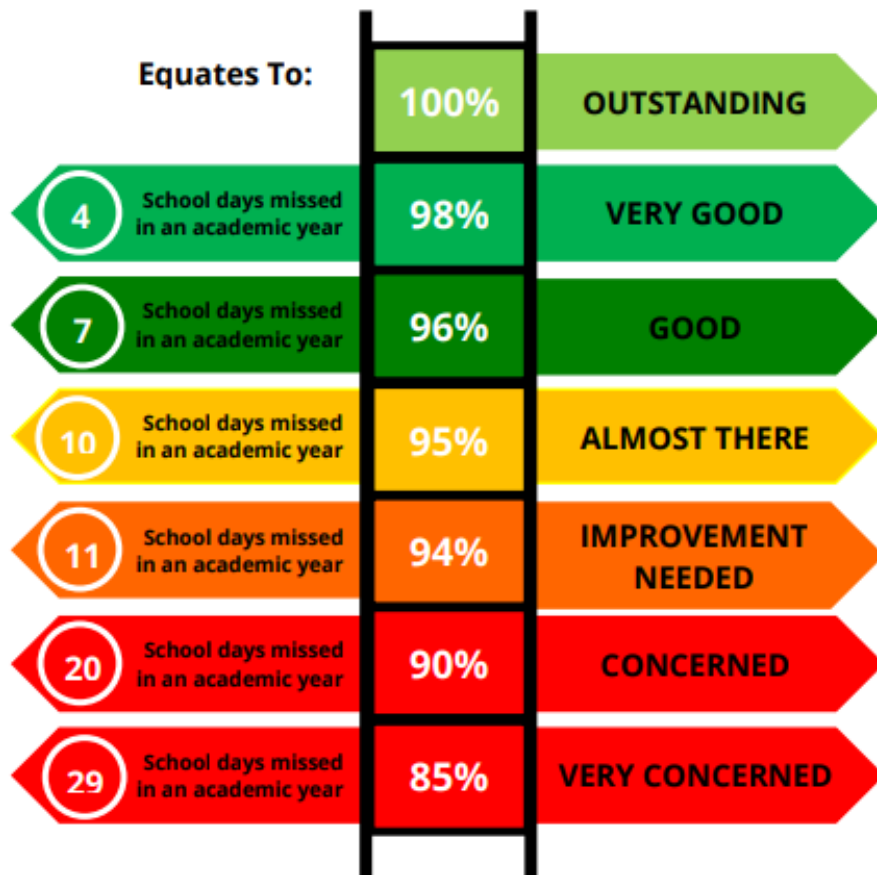 Equates To:
100%
OUTSTANDING
4
School days missed
in an academic year
98%
VERY GOOD
7
School days missed
in an academic year
96%
GOOD
10
School days missed
in an academic year
95%
ALMOST THERE
11
School days missed
in an academic year
94%
IMPROVEMENT
NEEDED
20
School days missed
in an academic year
90%
CONCERNED
29
School days missed
in an academic year
85%
VERY CONCERNED